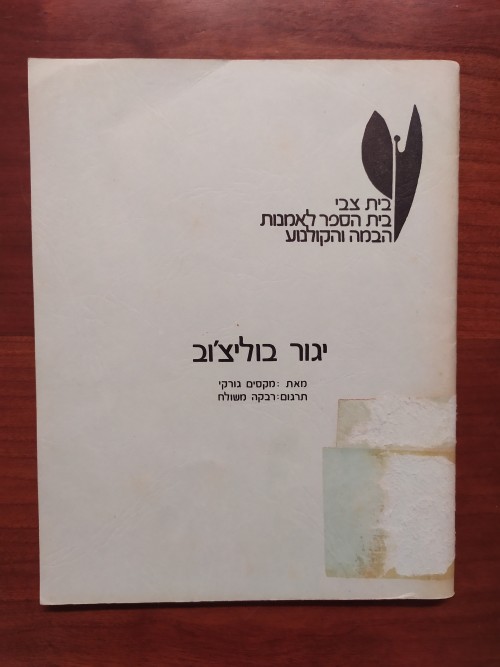 בית צבי
בית הספר לאמנות
הבמה והקולנוע
יגור בוליצ'וב
מאת :מקסים גורקי
תרגום:רבקה משולח